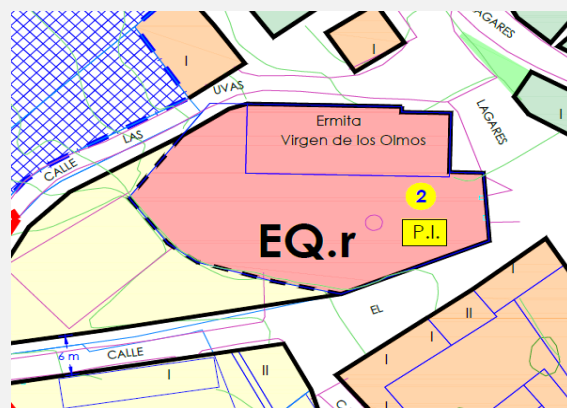 LAGARES
I
I
UVAS
LAS
CALLE
Ermita
Virgen de los Olmos
LAGARES
I
2
P.I.
EQ.r
EL
I
II
I
I
6 m
CALLE
I
II
C